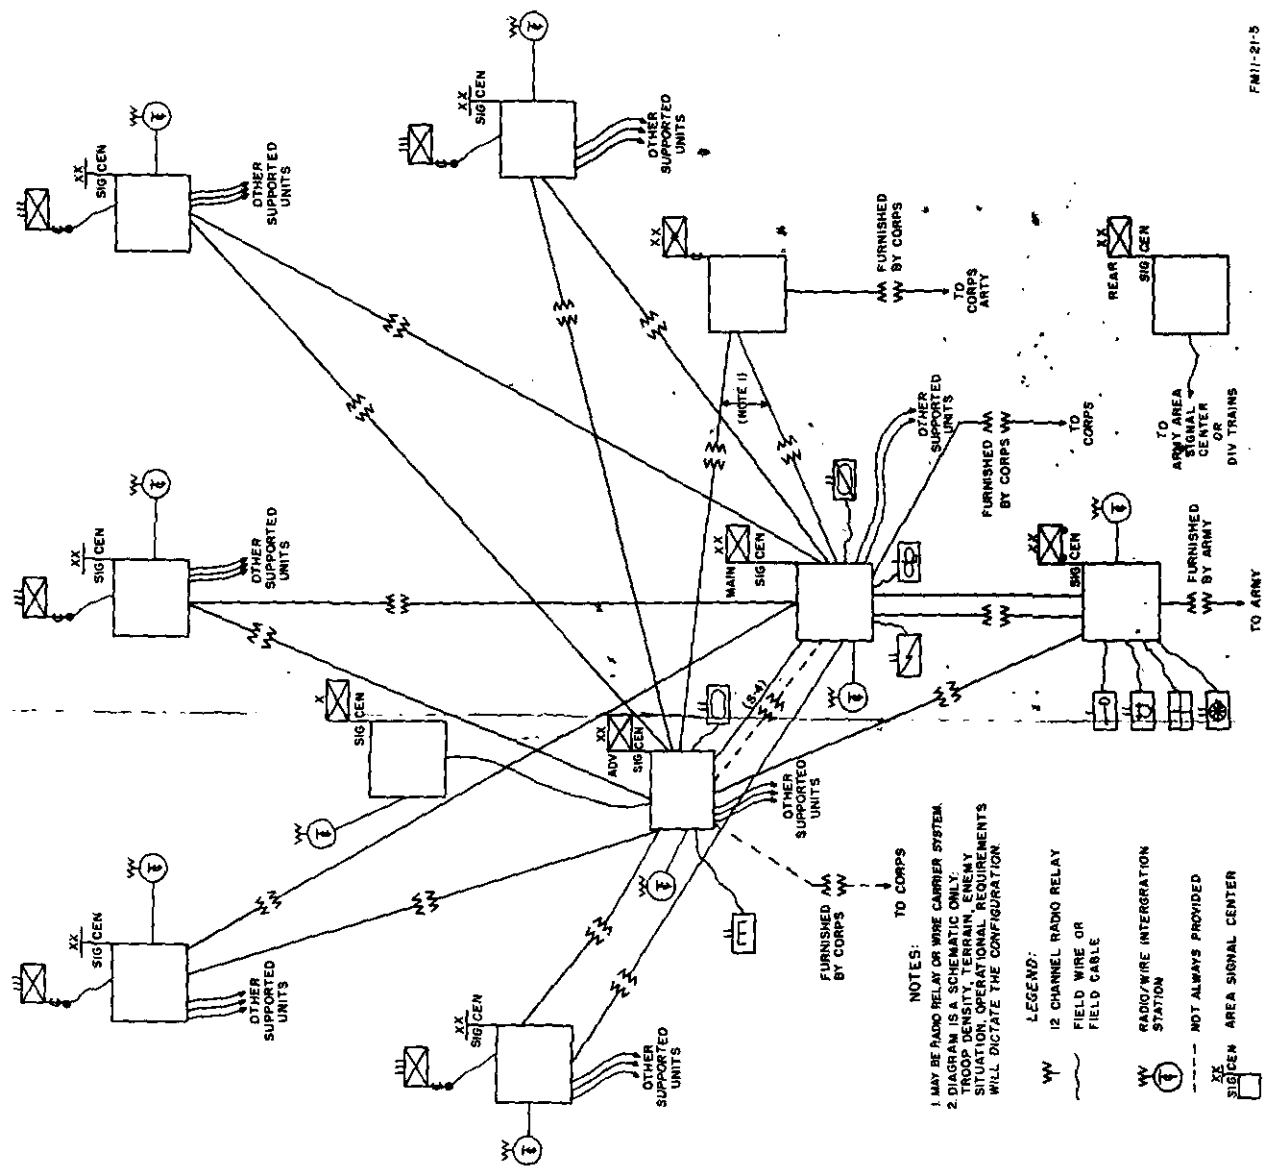 XX
SIG CEN
OTHER
SUPPORTED
UNITS
XX
SIG CEN
OTHER
SUPPORTED
UNITS
XX
SIG CEN
OTHER
SUPPORTED
UNITS
X
SIG CEN
XX
SIG CEN
OTHER
SUPPORTED
UNITS
XX
SIG CEN
OTHER
SUPPORTED
UNITS
XX
ADV
SIG CEN
OTHER
SUPPORTED
UNITS
(S-4)
XX
MAIN
SIG CEN
(NOTE 1)
XX
FURNISHED
BY CORPS
TO CORPS
OTHER
SUPPORTED
UNITS
FURNISHED
BY CORPS
TO
CORPS
FURNISHED
BY CORPS
TO
CORPS
ARTY
XX
SIG CEN
FURNISHED
BY ARMY
TO ARMY
XX
REAR
SIG CEN
TO
ARMY AREA
SIGNAL
CENTER
OR
DIV TRAINS
NOTES:
1. MAY BE RADIO RELAY OR WIRE CARRIER SYSTEM.
2. DIAGRAM IS A SCHEMATIC ONLY:
TROOP DENSITY, TERRAIN, ENEMY
SITUATION, OPERATIONAL REQUIREMENTS
WILL DICTATE THE CONFIGURATION.
LEGEND:
12 CHANNEL RADIO RELAY
FIELD WIRE OR
FIELD CABLE
RADIO/WIRE INTERGRATION
STATION
NOT ALWAYS PROVIDED
XX
SIG CEN AREA SIGNAL CENTER
FM11-21-5